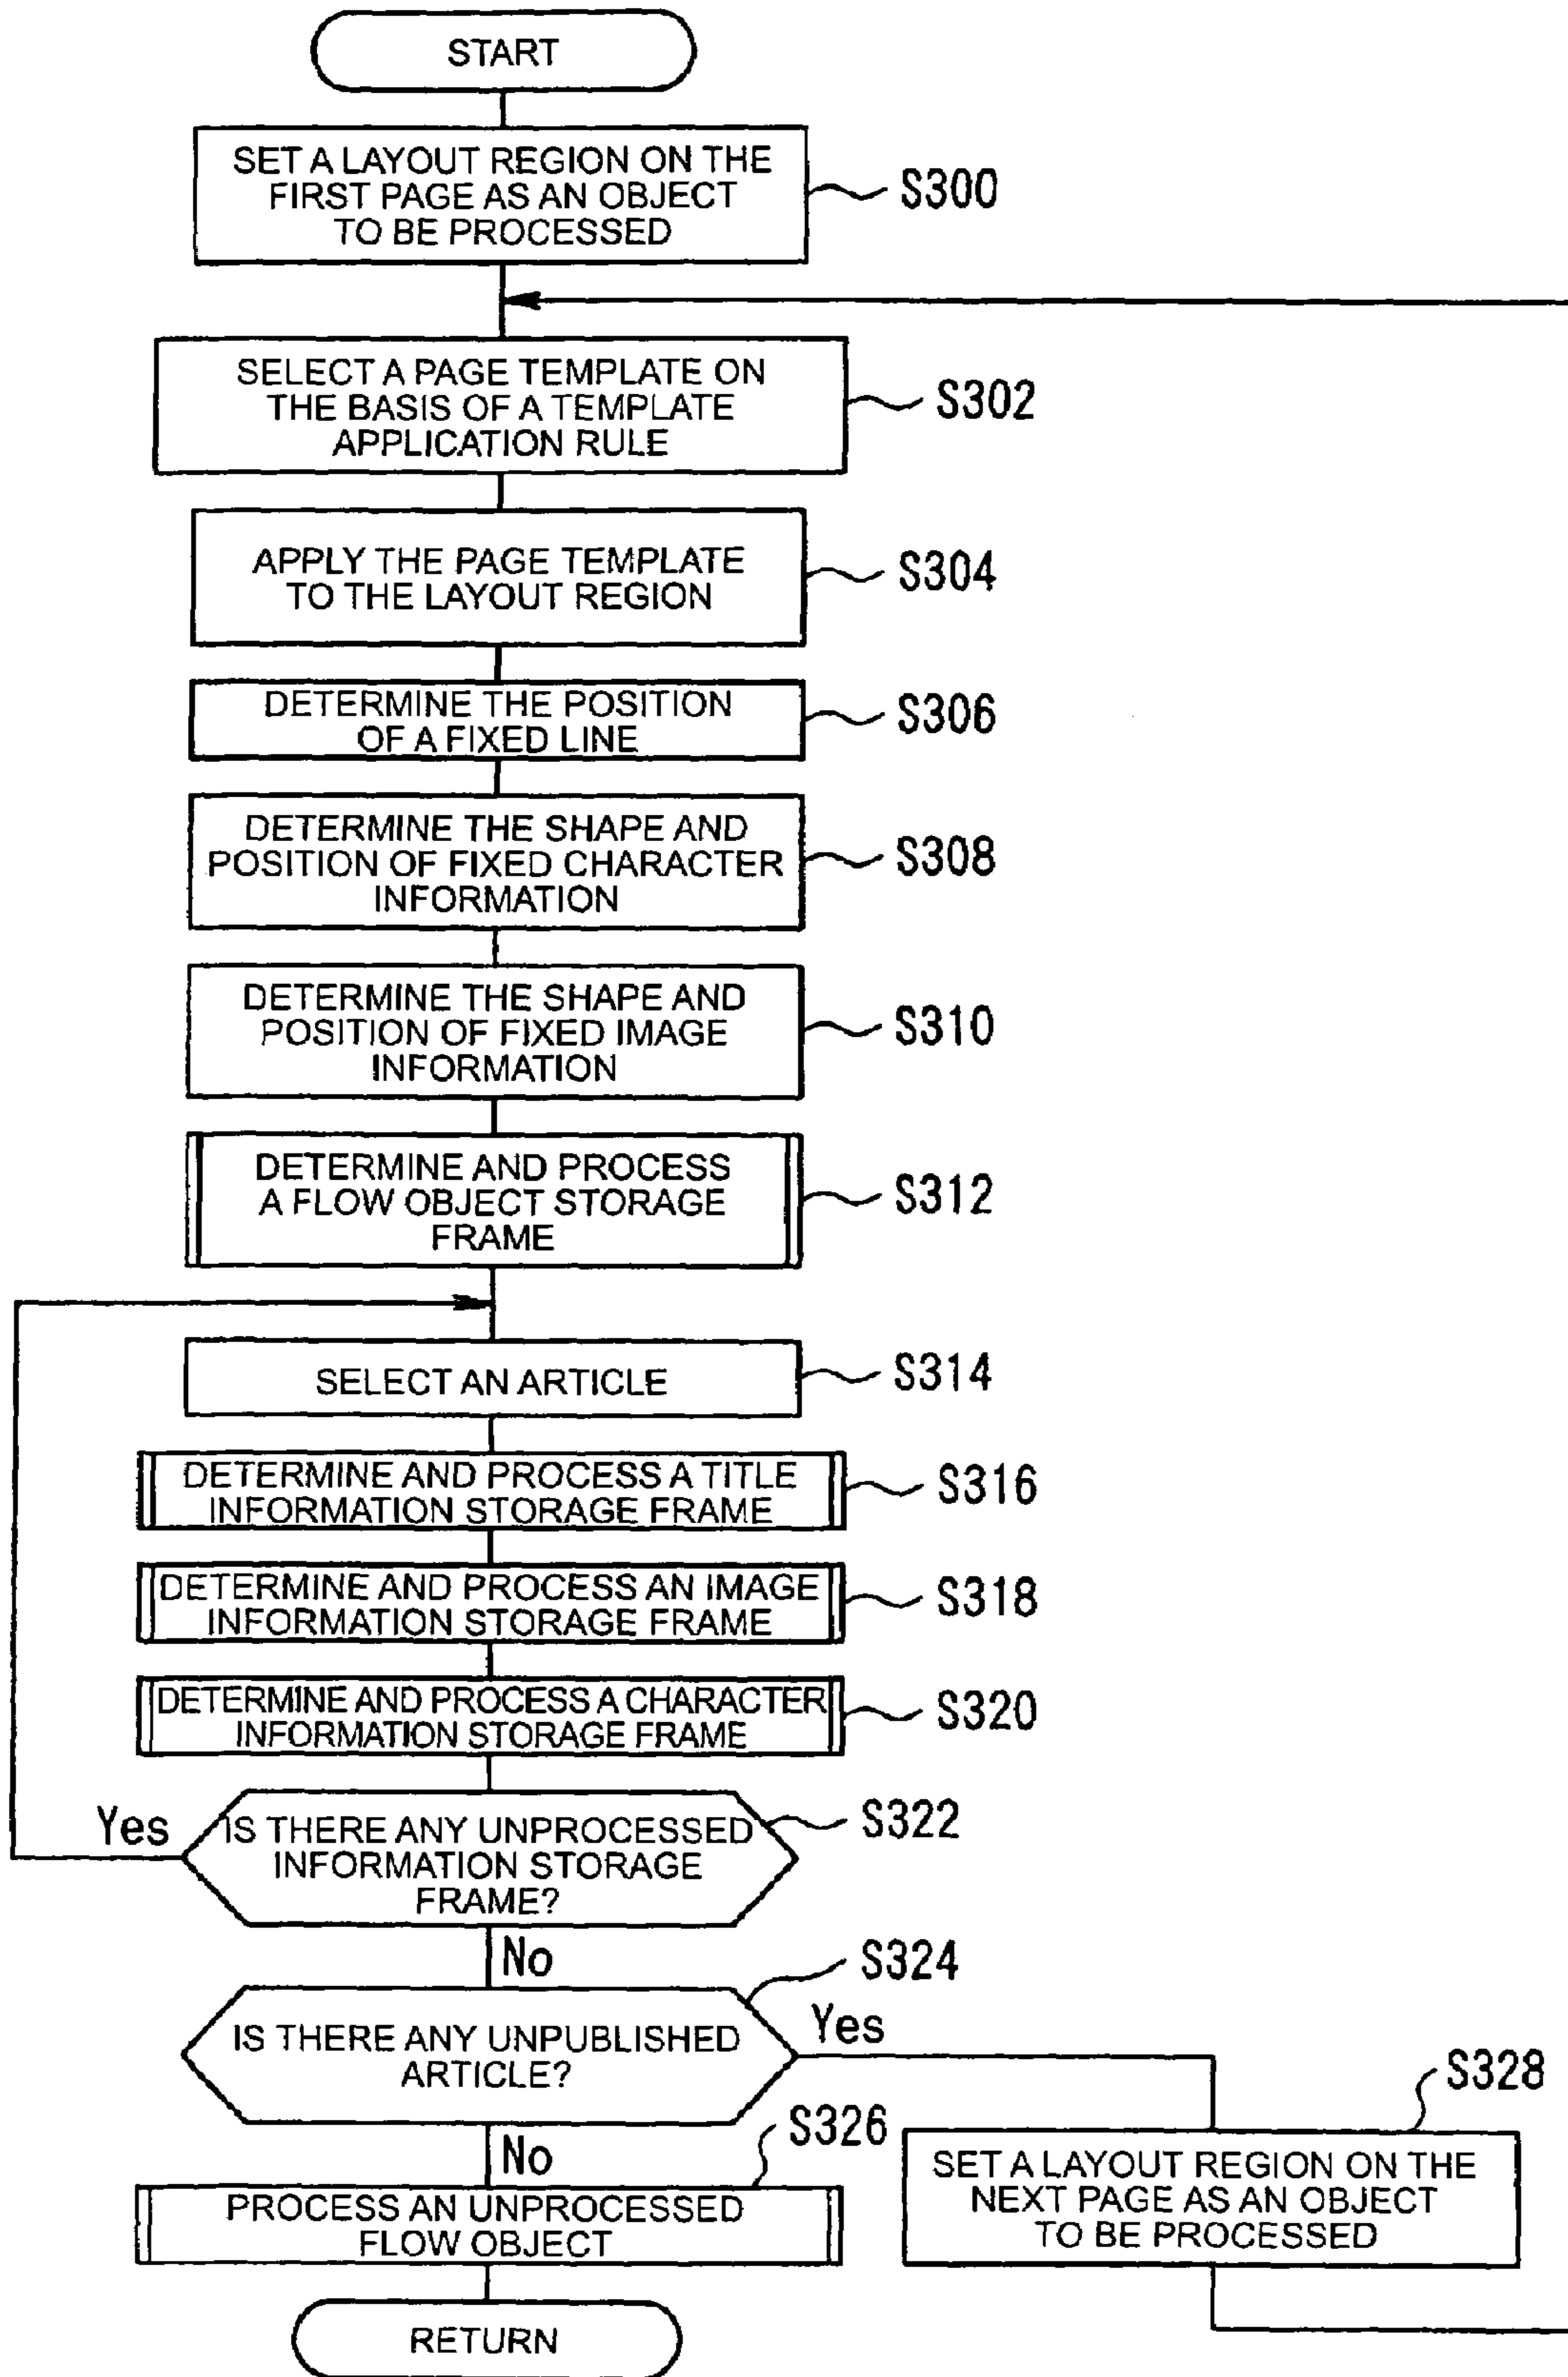 START
SET A LAYOUT REGION ON THE
FIRST PAGE AS AN OBJECT
TO BE PROCESSED
S300
SELECT A PAGE TEMPLATE ON
THE BASIS OF A TEMPLATE
APPLICATION RULE
S302
APPLY THE PAGE TEMPLATE
TO THE LAYOUT REGION
S304
DETERMINE THE POSITION
OF A FIXED LINE
S306
DETERMINE THE SHAPE AND
POSITION OF FIXED CHARACTER
INFORMATION
S308
DETERMINE THE SHAPE AND
POSITION OF FIXED IMAGE
INFORMATION
S310
DETERMINE AND PROCESS
A FLOW OBJECT STORAGE
FRAME
S312
SELECT AN ARTICLE
S314
DETERMINE AND PROCESS A TITLE
INFORMATION STORAGE FRAME
S316
DETERMINE AND PROCESS AN IMAGE
INFORMATION STORAGE FRAME
S318
DETERMINE AND PROCESS A CHARACTER
INFORMATION STORAGE FRAME
S320
Yes
IS THERE ANY UNPROCESSED
INFORMATION STORAGE
FRAME?
S322
No
S324
IS THERE ANY UNPUBLISHED
ARTICLE?
Yes
No
S326
PROCESS AN UNPROCESSED
FLOW OBJECT
S328
SET A LAYOUT REGION ON THE
NEXT PAGE AS AN OBJECT
TO BE PROCESSED
RETURN